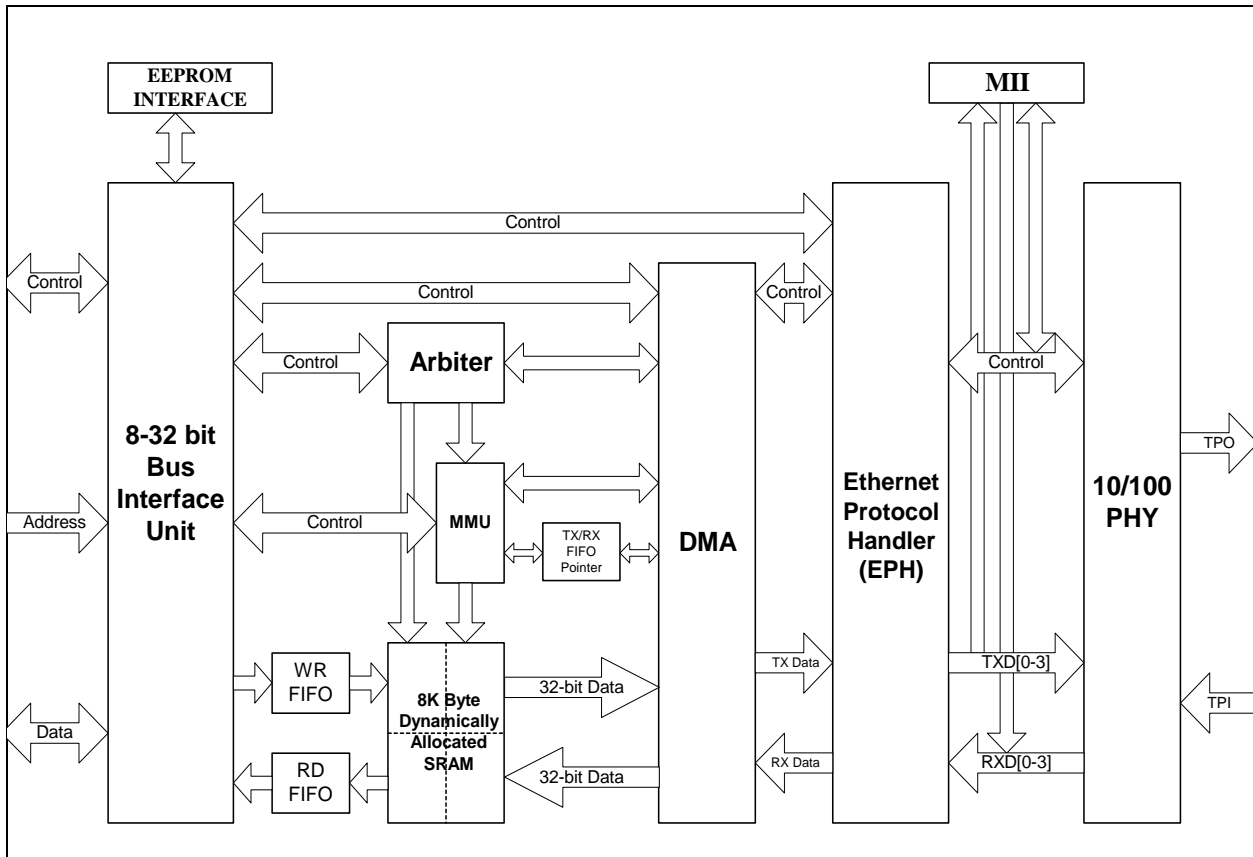 EEPROM
INTERFACE
MII
Control
Control
Control
Control
Control
Arbiter
Control
8-32 bit
Bus
Interface
Unit
Address
Control
MMU
TX/RX
FIFO
Pointer
DMA
Ethernet
Protocol
Handler
(EPH)
10/100
PHY
TPO
WR
FIFO
8K Byte
Dynamically
Allocated
SRAM
32-bit Data
TX Data
TXD[0-3]
Data
RD
FIFO
32-bit Data
RX Data
RXD[0-3]
TPI